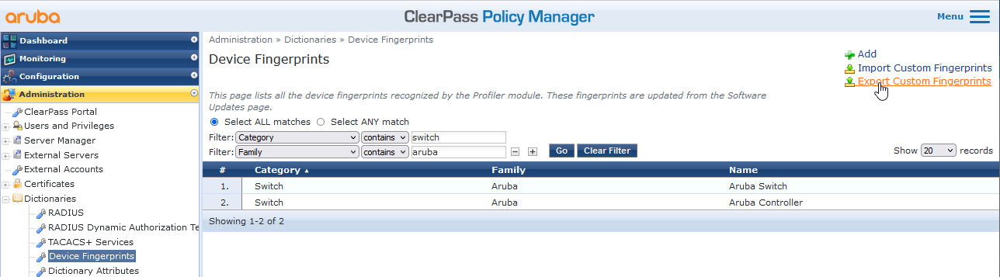 aruba
ClearPass Policy Manager
Menu
Dashboard
Monitoring
Configuration
Administration
ClearPass Portal
Users and Privileges
Server Manager
External Servers
External Accounts
Certificates
Dictionaries
RADIUS
RADIUS Dynamic Authorization Te
TACACS+ Services
Device Fingerprints
Dictionary Attributes
Administration » Dictionaries » Device Fingerprints
Device Fingerprints
Add
Import Custom Fingerprints
Export Custom Fingerprints
This page lists all the device fingerprints recognized by the Profiler module. These fingerprints are updated from the Software
Updates page.
Select ALL matches Select ANY match
Filter: Category contains switch
Filter: Family contains aruba Go Clear Filter Show 20 records
# Category Family Name
1. Switch Aruba Aruba Switch
2. Switch Aruba Aruba Controller
Showing 1-2 of 2